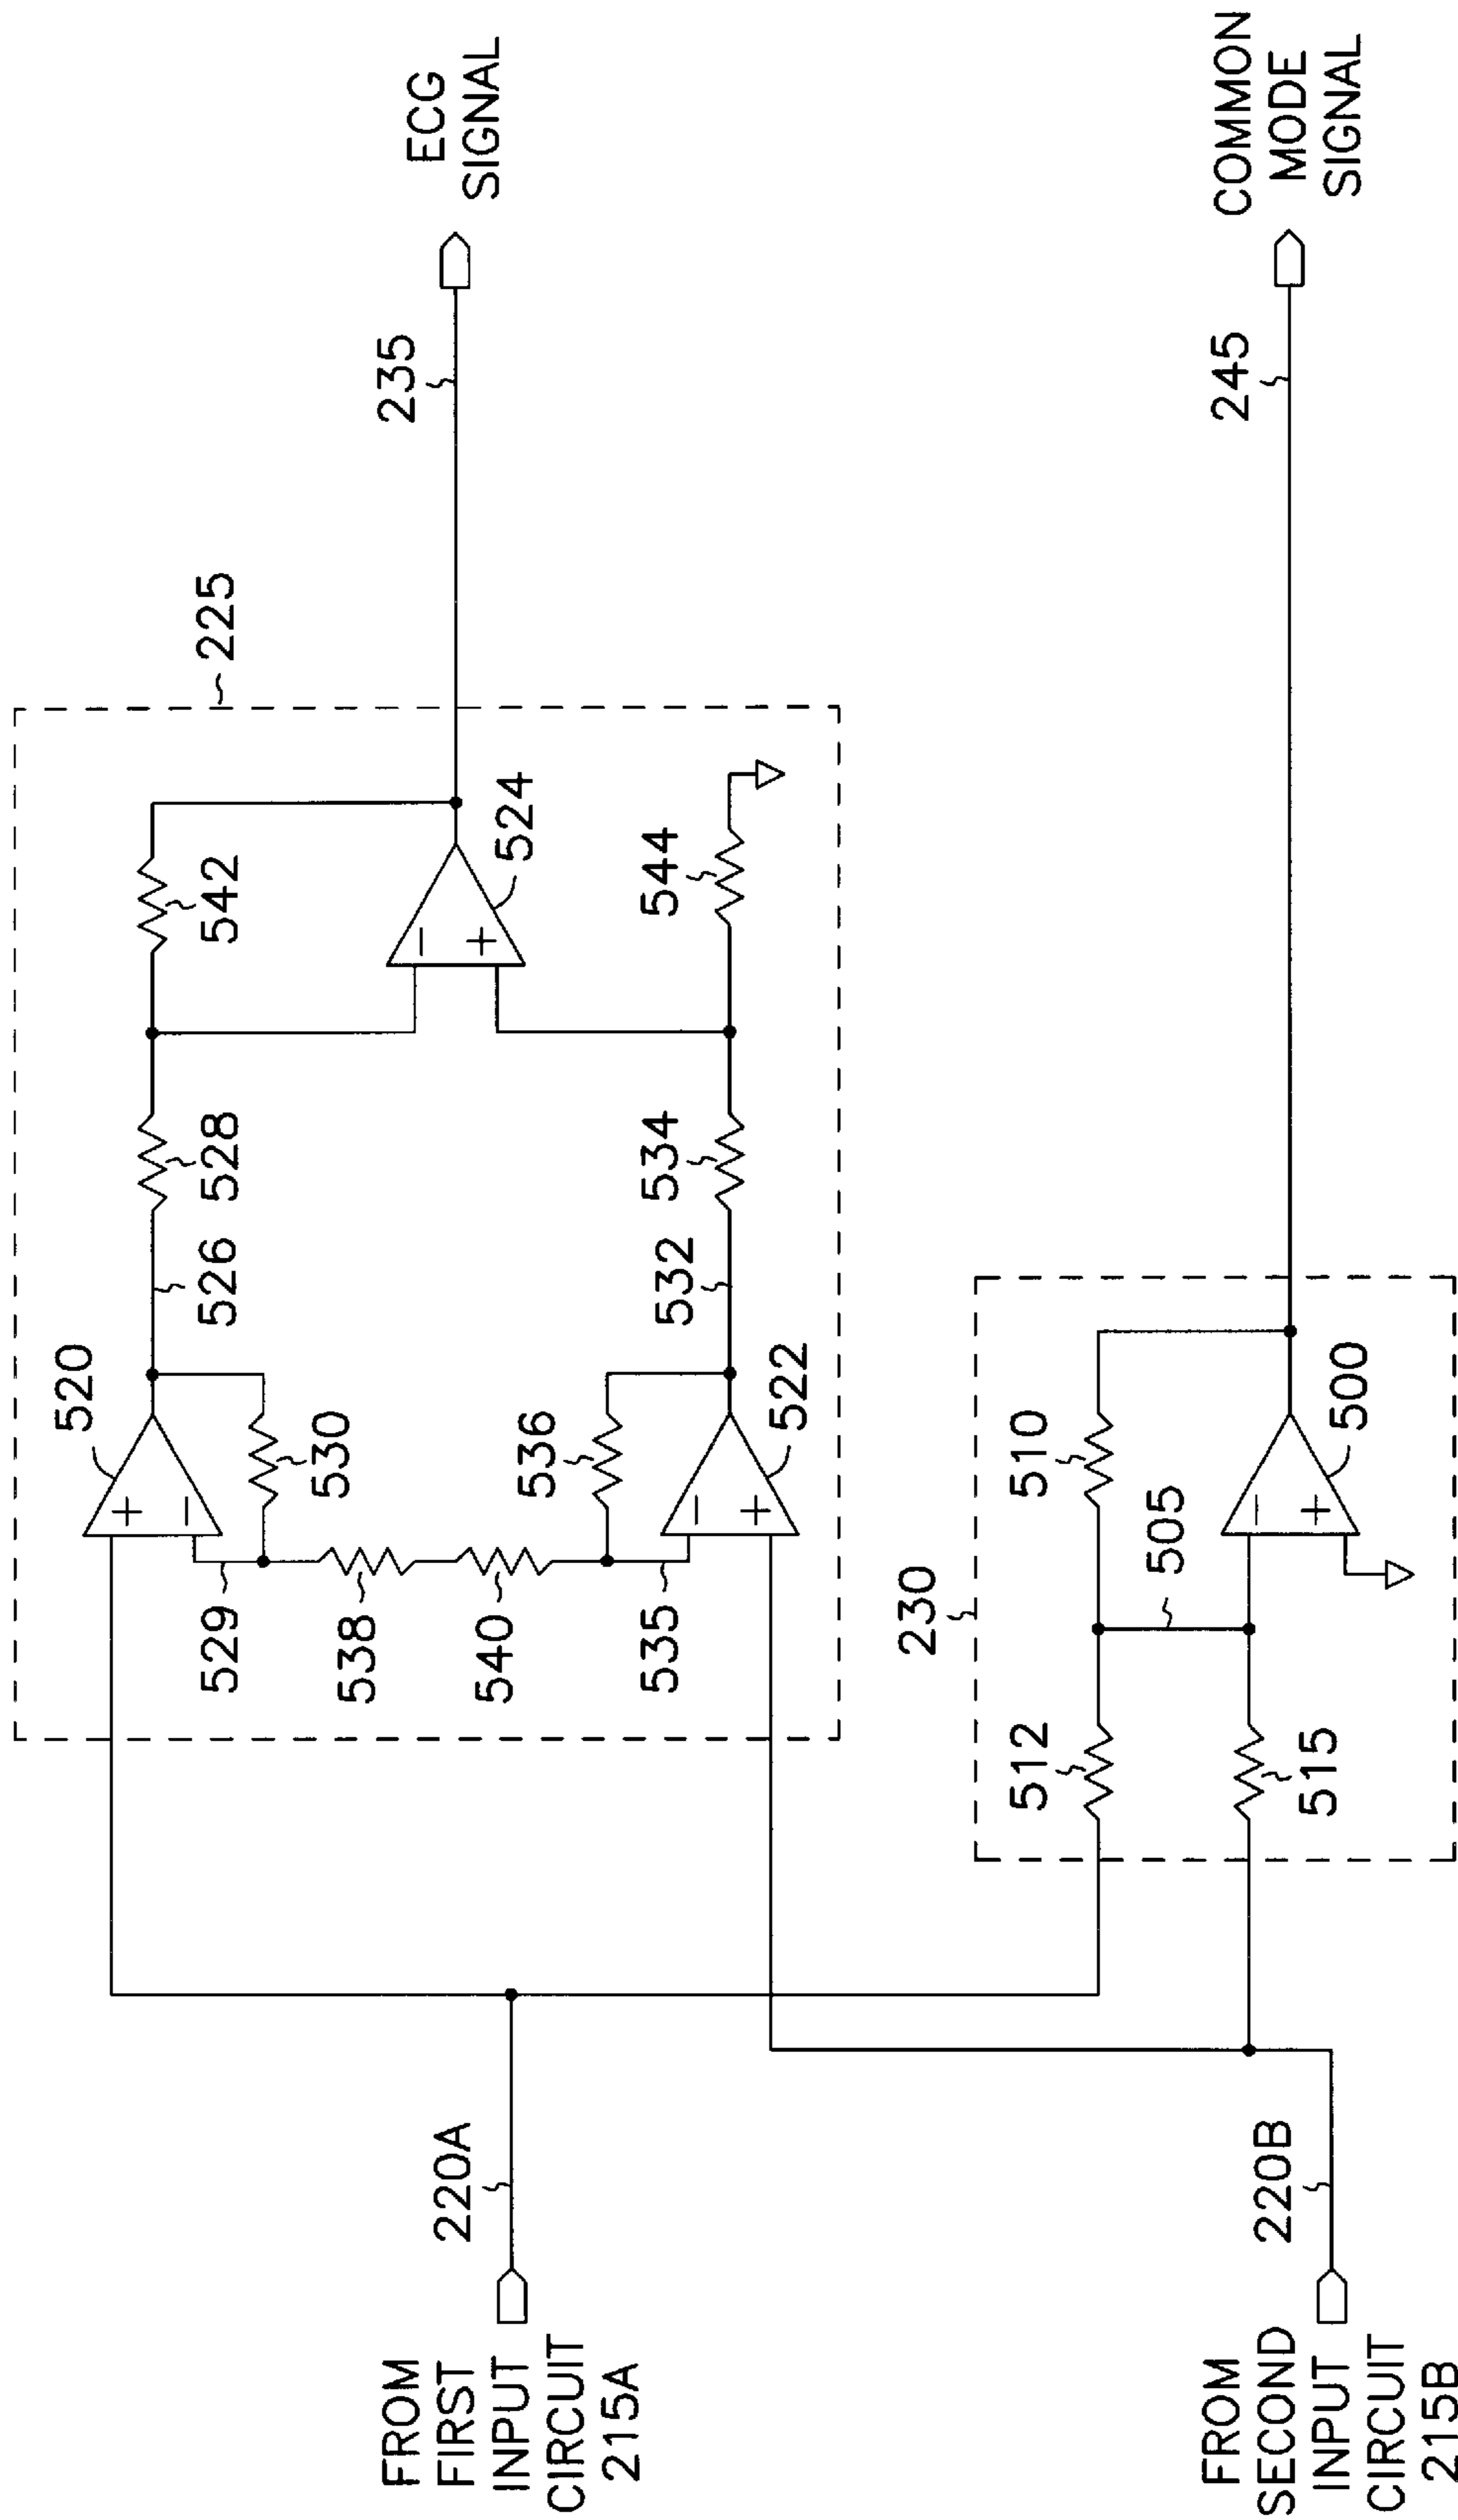 520
526
528
542
225
529
530
538
540
536
535
532
534
544
522
524
235
ECG
SIGNAL
FROM
FIRST
INPUT
CIRCUIT
215A
220A
+
−
−
+
−
+
230
512
510
505
515
500
−
+
245
COMMON
MODE
SIGNAL
FROM
SECOND
INPUT
CIRCUIT
215B
220B